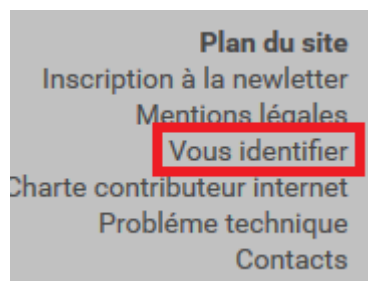 Plan du site
Inscription à la newletter
Mentions légales
Vous identifier
Charte contributeur internet
Probléme technique
Contacts